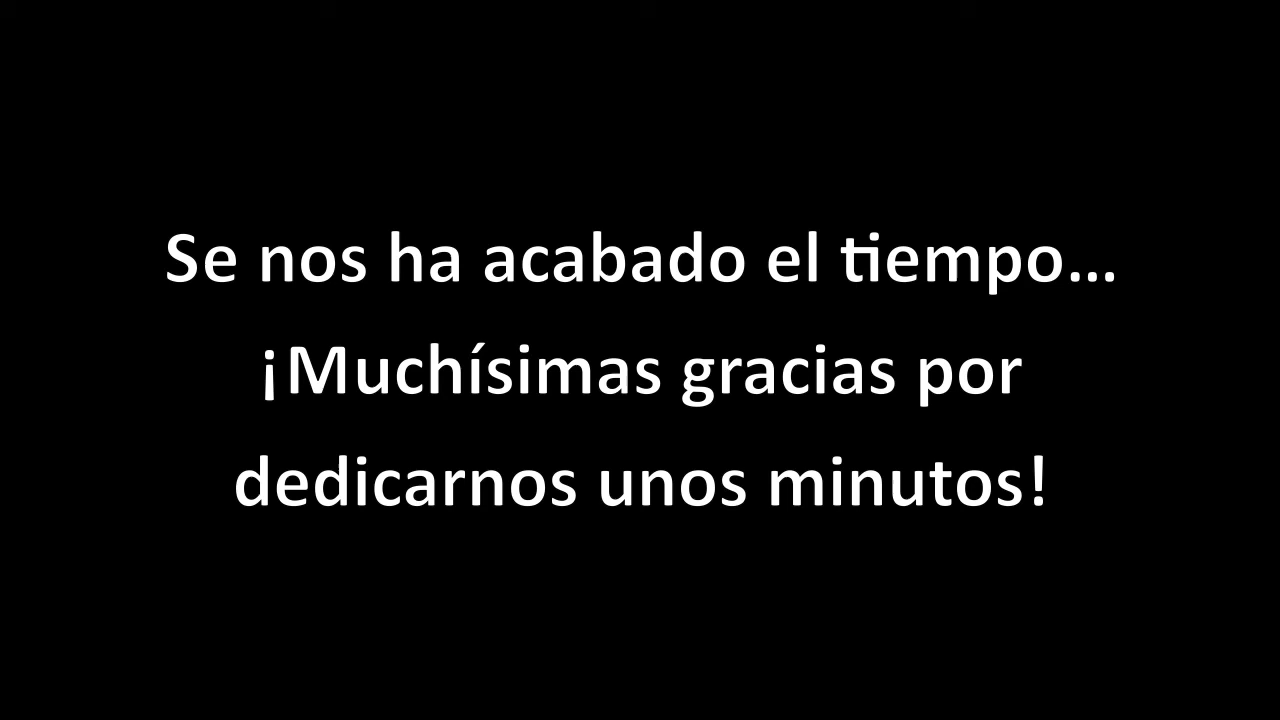 Se nos ha acabado el tiempo...
¡Muchísimas gracias por
dedicarnos unos minutos!